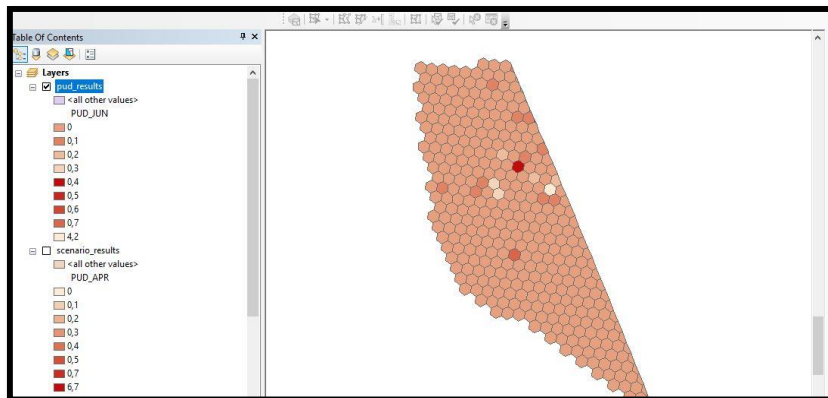 Table Of Contents
Layers
pud_results
<all other values>
PUD_JUN
0
0,1
0,2
0,3
0,4
0,5
0,6
0,7
4,2
scenario_results
<all other values>
PUD_APR
0
0,1
0,2
0,3
0,4
0,5
0,7
6,7